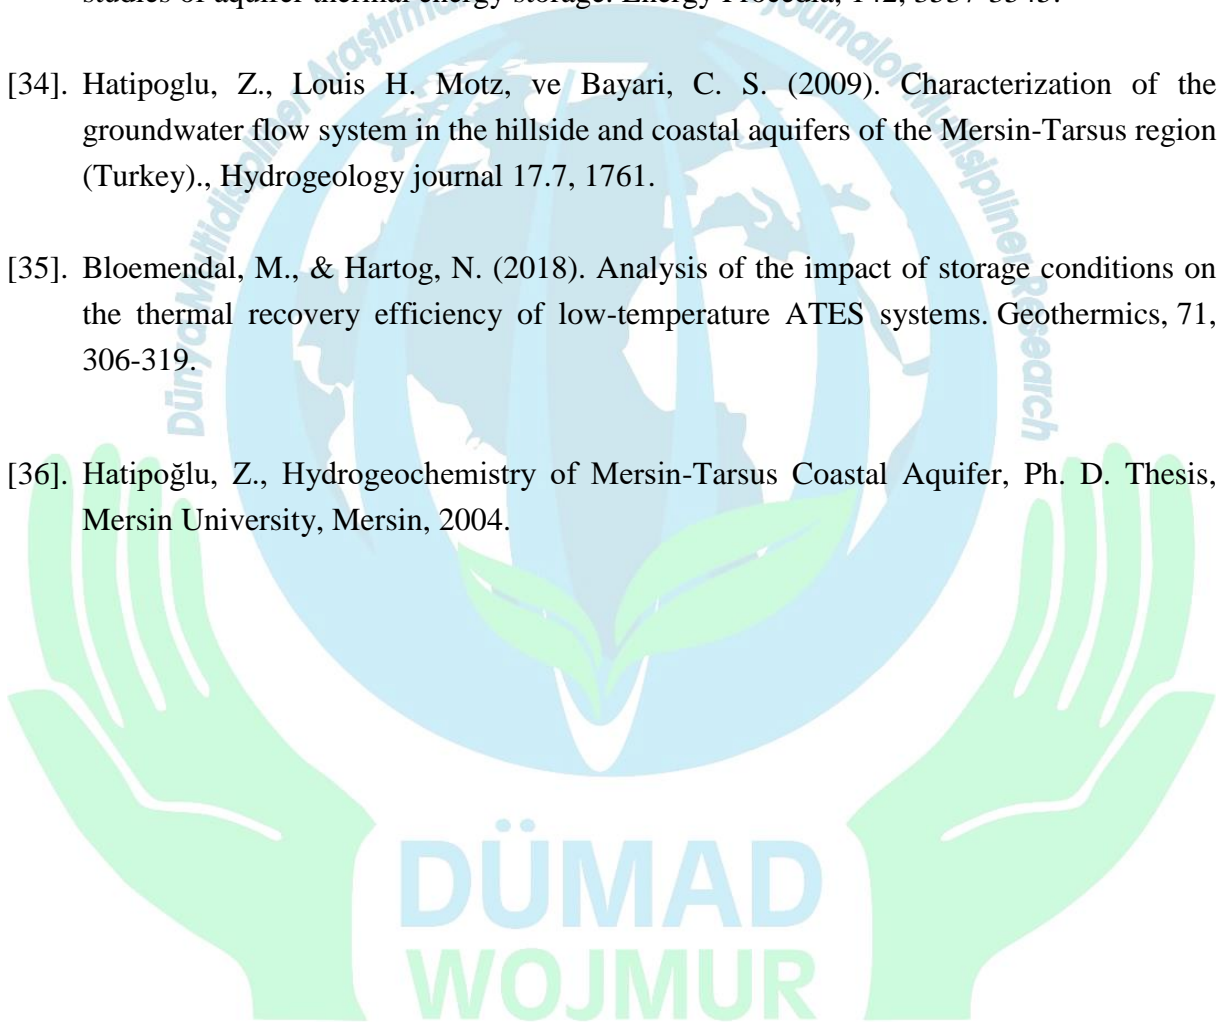 studies of aquifer thermal energy storage. Energy Procedia, 142, 3337-3343.
[34]. Hatipoglu, Z., Louis H. Motz, ve Bayari, C. S. (2009). Characterization of the
groundwater flow system in the hillside and coastal aquifers of the Mersin-Tarsus region
(Turkey)., Hydrogeology journal 17.7, 1761.
[35]. Bloemendal, M., & Hartog, N. (2018). Analysis of the impact of storage conditions on
the thermal recovery efficiency of low-temperature ATES systems. Geothermics, 71,
306-319.
[36]. Hatipoğlu, Z., Hydrogeochemistry of Mersin-Tarsus Coastal Aquifer, Ph. D. Thesis,
Mersin University, Mersin, 2004.
DÜMAD
WOJMUR